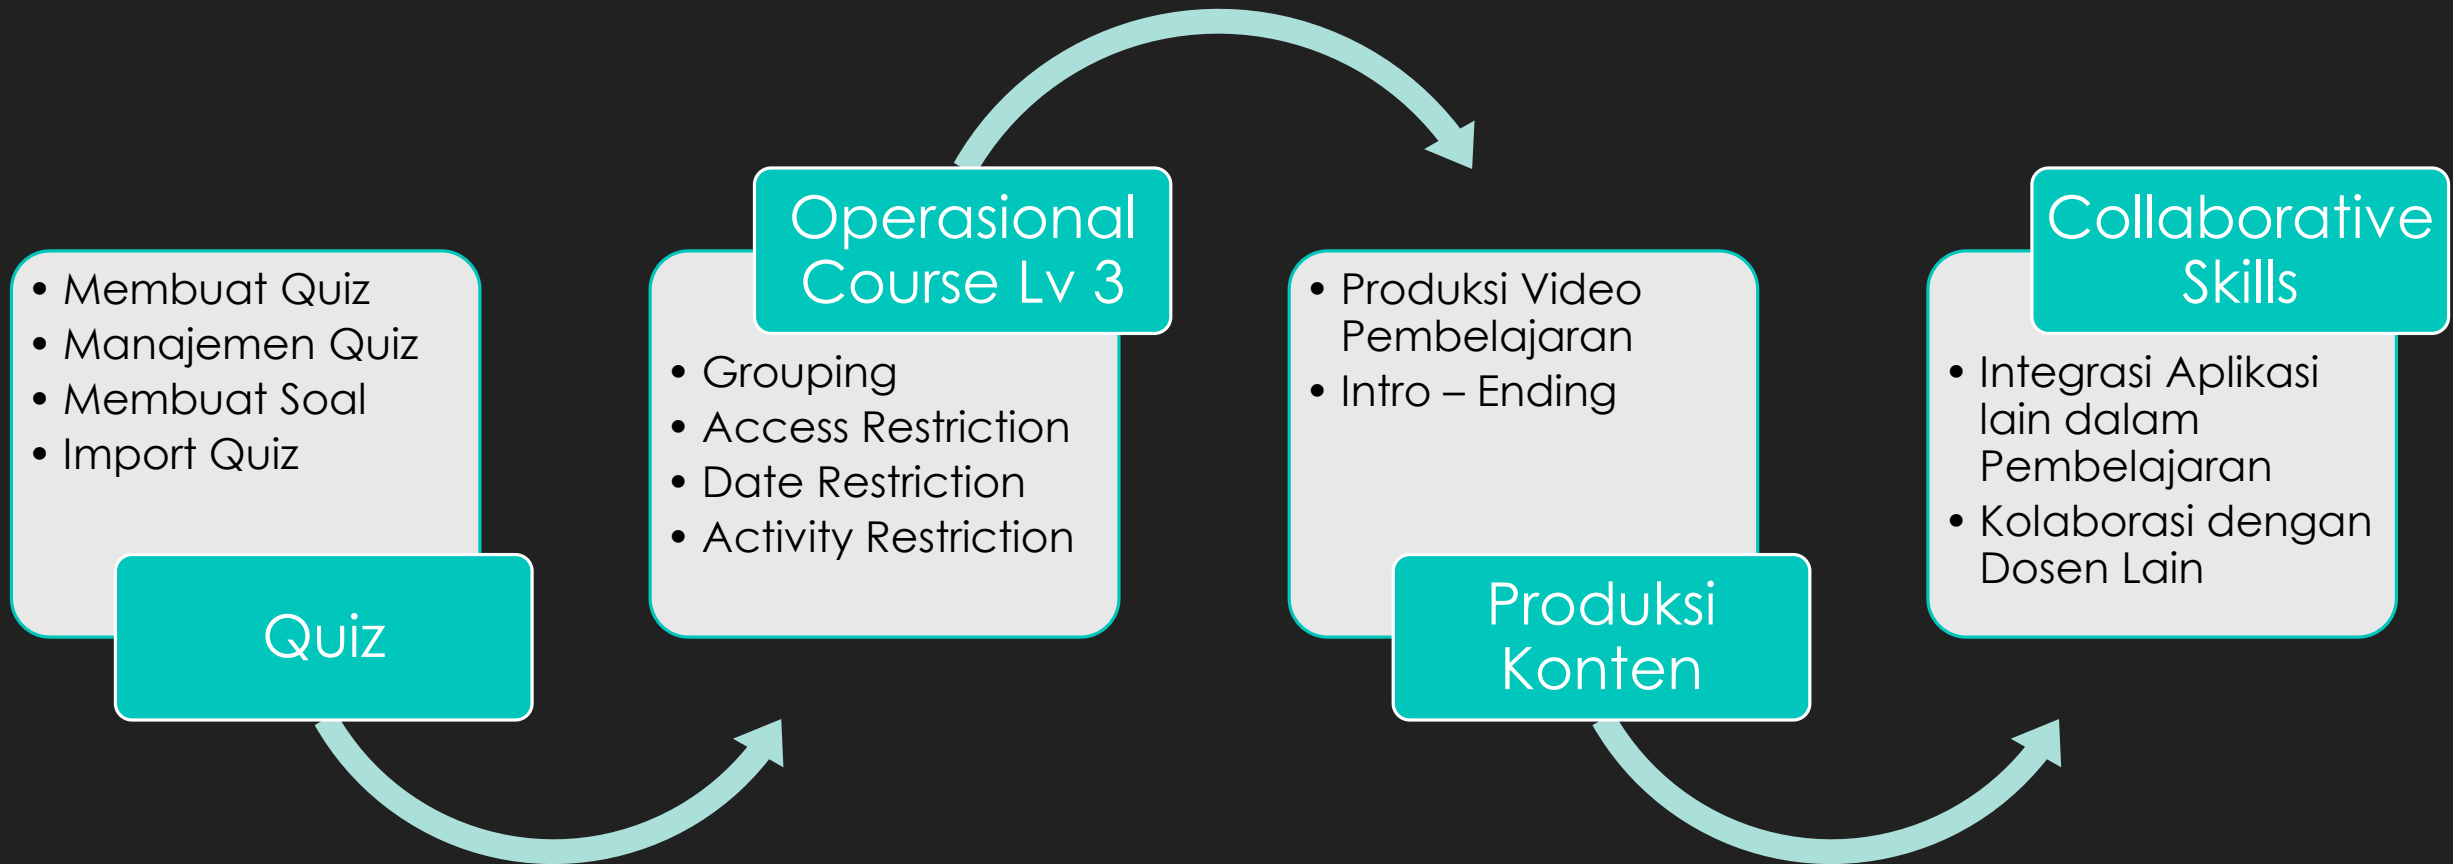 • Membuat Quiz
• Manajemen Quiz
• Membuat Soal
• Import Quiz
Quiz
Operasional
Course Lv 3
• Grouping
• Access Restriction
• Date Restriction
• Activity Restriction
• Produksi Video
Pembelajaran
• Intro – Ending
Produksi
Konten
Collaborative
Skills
• Integrasi Aplikasi
lain dalam
Pembelajaran
• Kolaborasi dengan
Dosen Lain